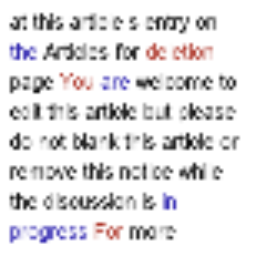 at this article s entry on
the Articles for deletion
page You are welcome to
edit this article but please
do not blank this article or
remove this notice while
the discussion is in
progress For more